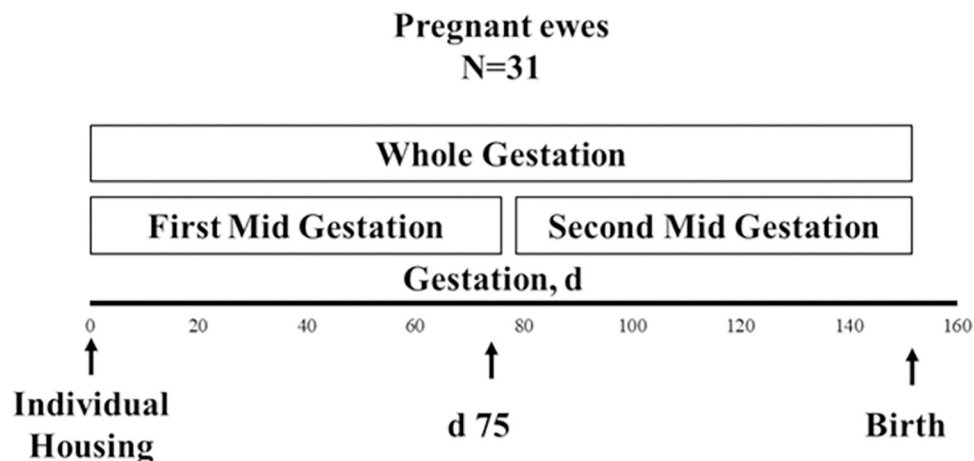 Pregnant ewes
N=31
Whole Gestation
First Mid Gestation
Second Mid Gestation
Gestation, d
0 20 40 60 80 100 120 140 160
Individual
Housing
d 75
Birth